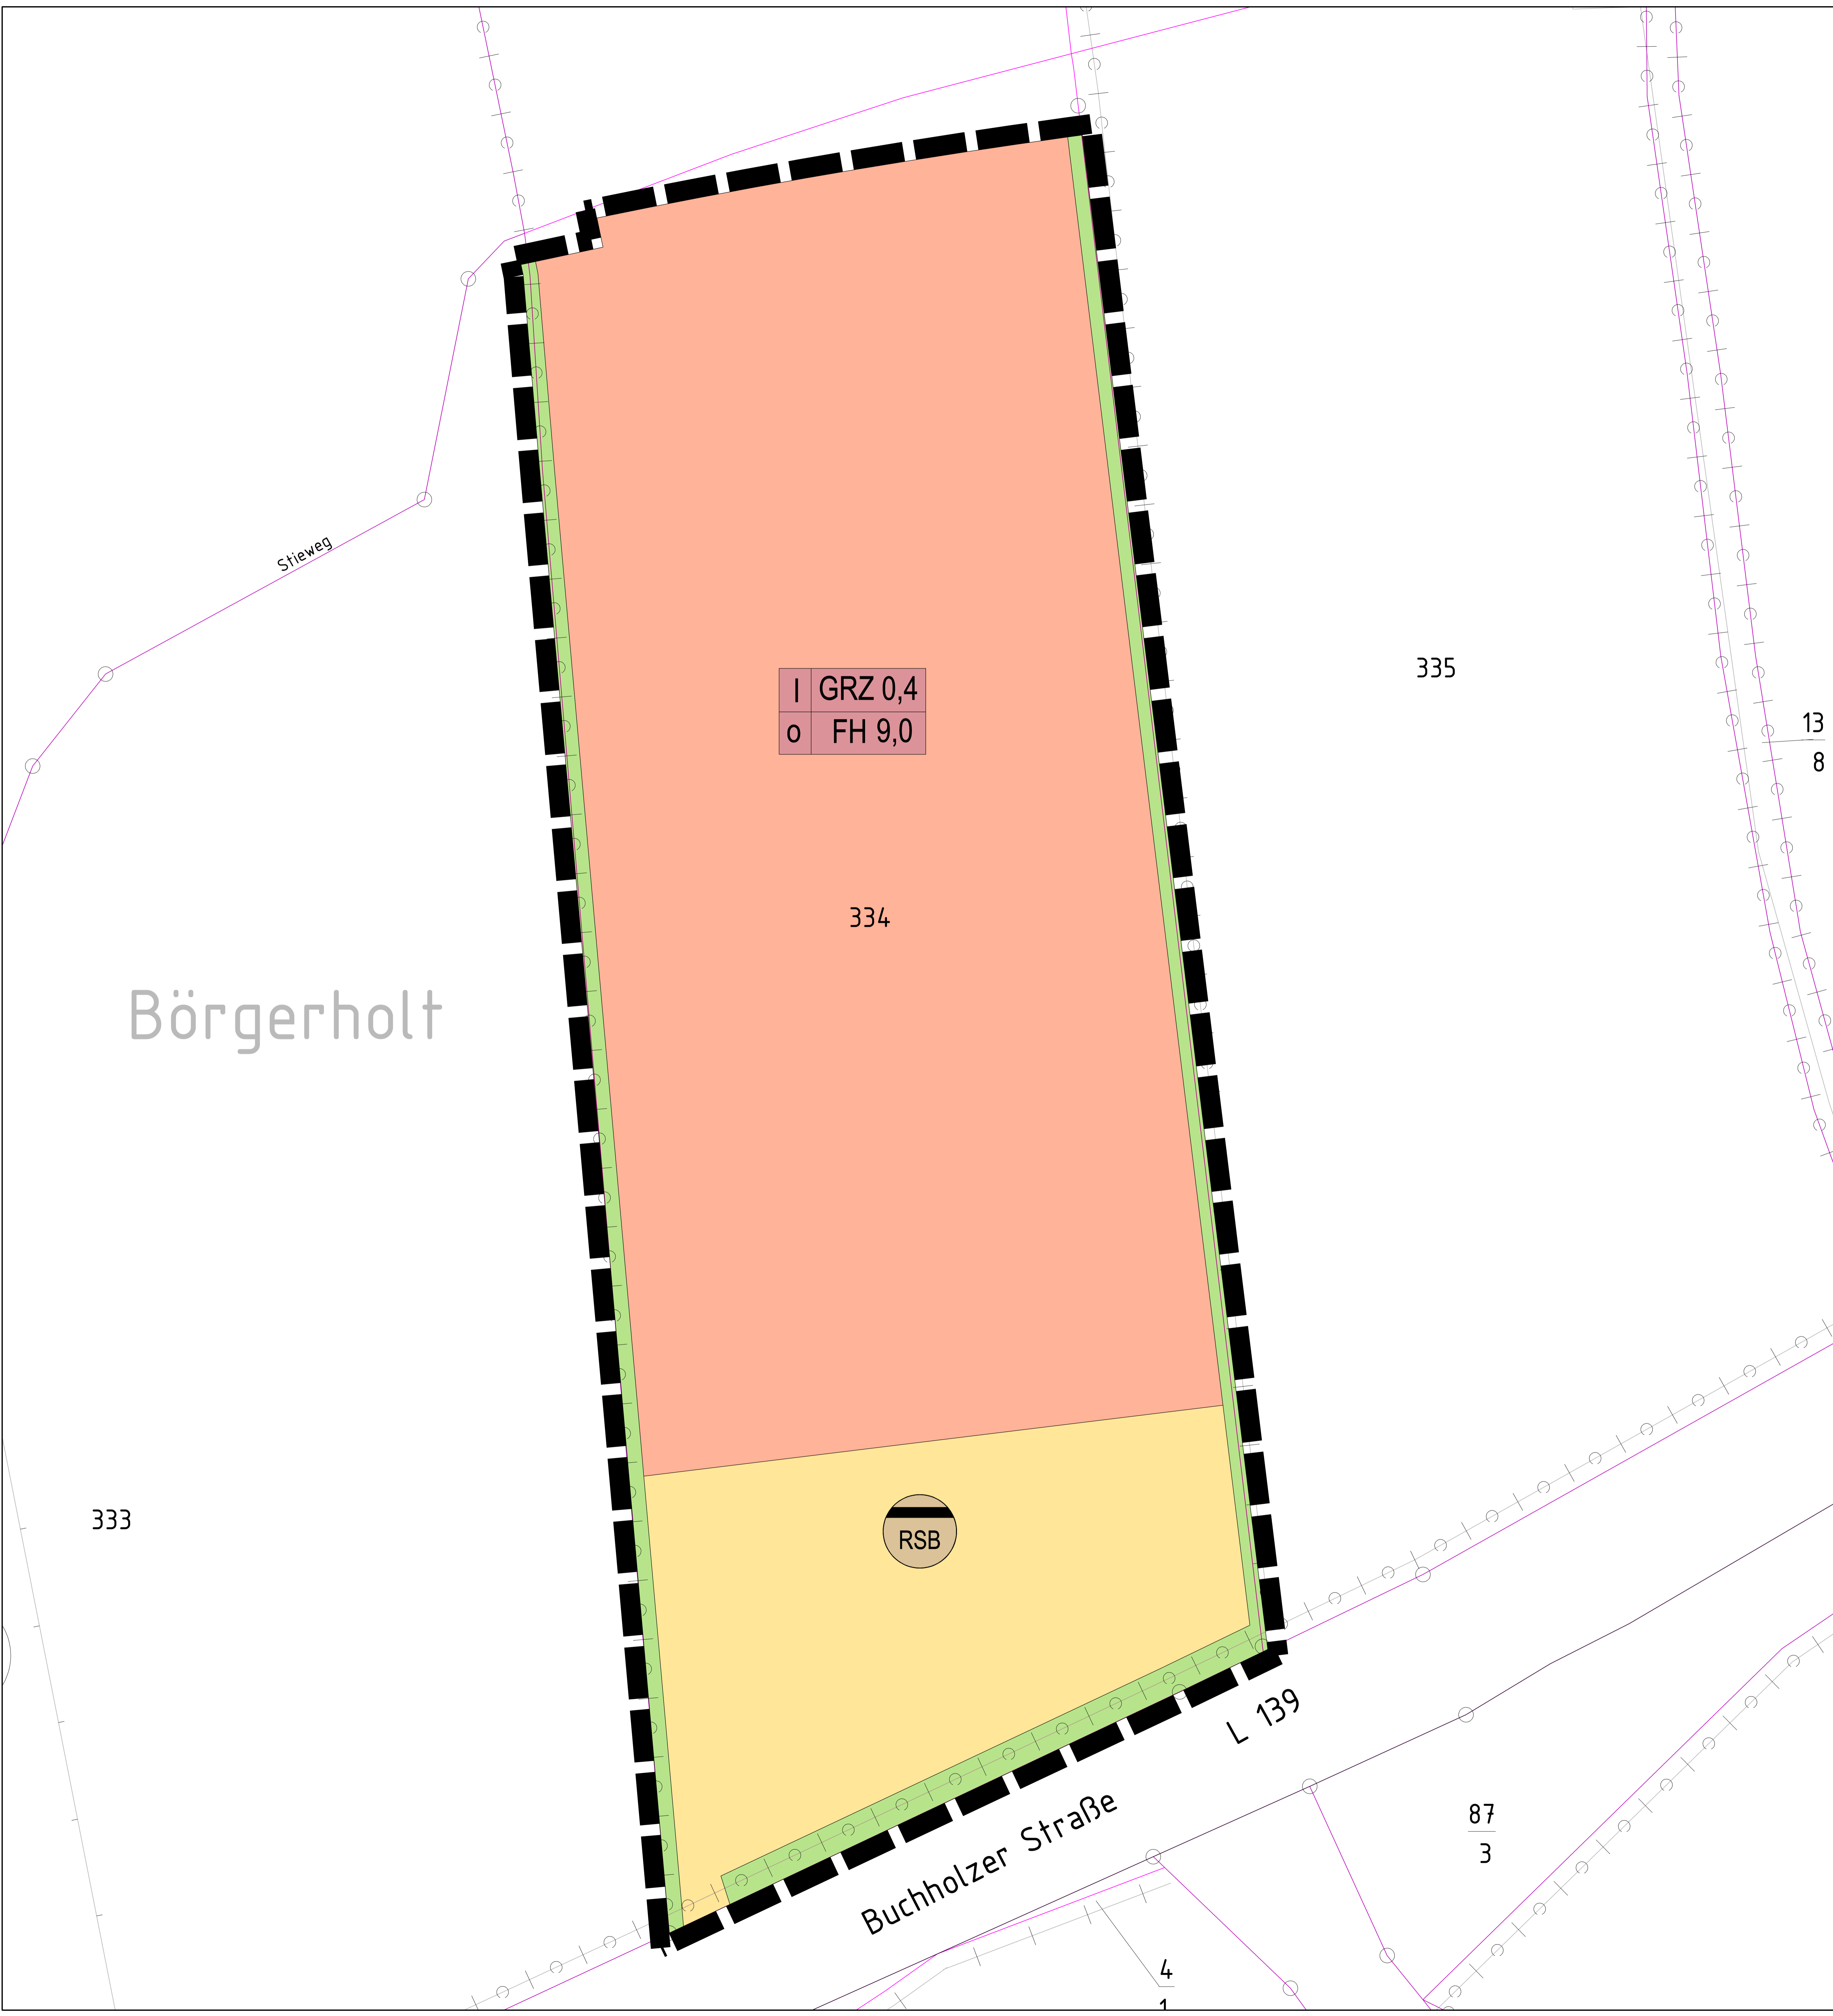 Stieweg
I GRZ 0,4
o FH 9,0
335
13
8
334
Börgerholt
333
RSB
L 139
Buchholzer Straße
87
3
4
1